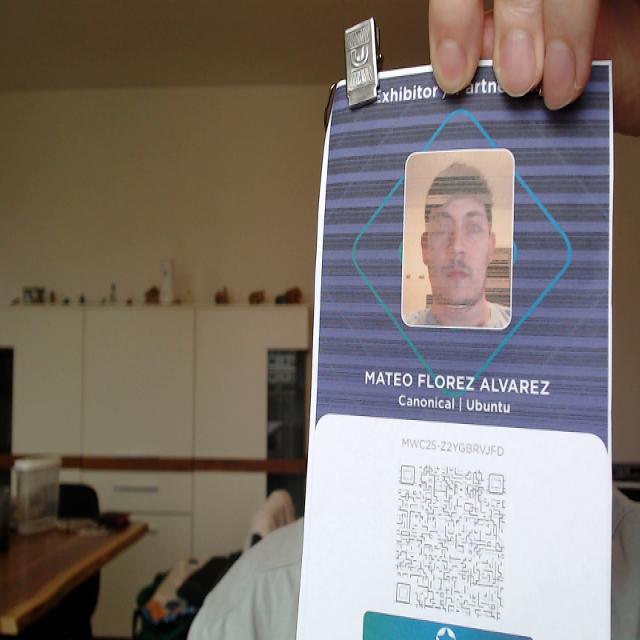 Exhibitor /
MATEO FLOREZ ALVAREZ
Canonical | Ubuntu
MWC25-Z2YGBRVJFD